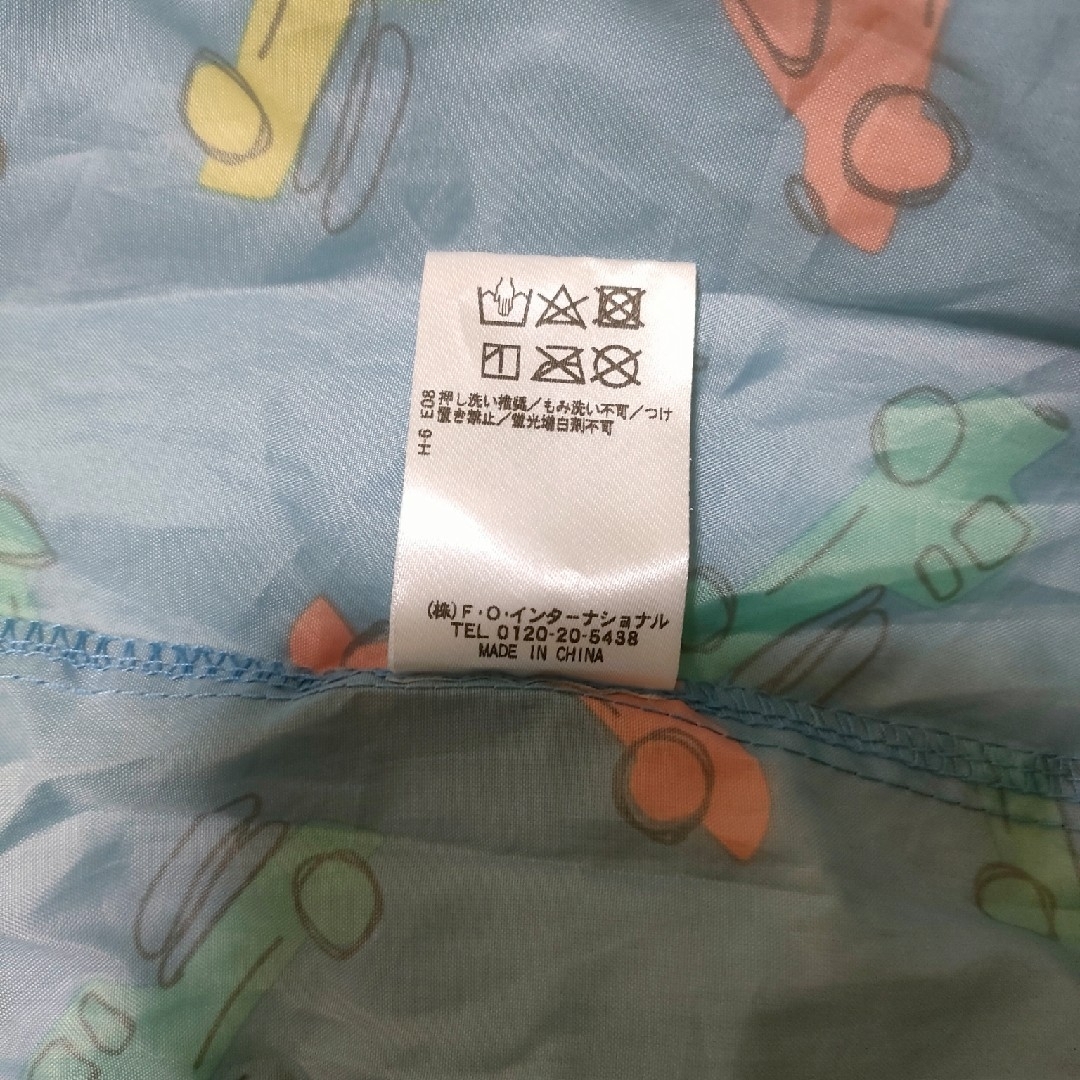 押し洗い推奨／もみ洗い不可／つけ
置き禁止／蛍光増白剤不可
H-6 E08
(株)F・O・インターナショナル
TEL 0120-20-5438
MADE IN CHINA